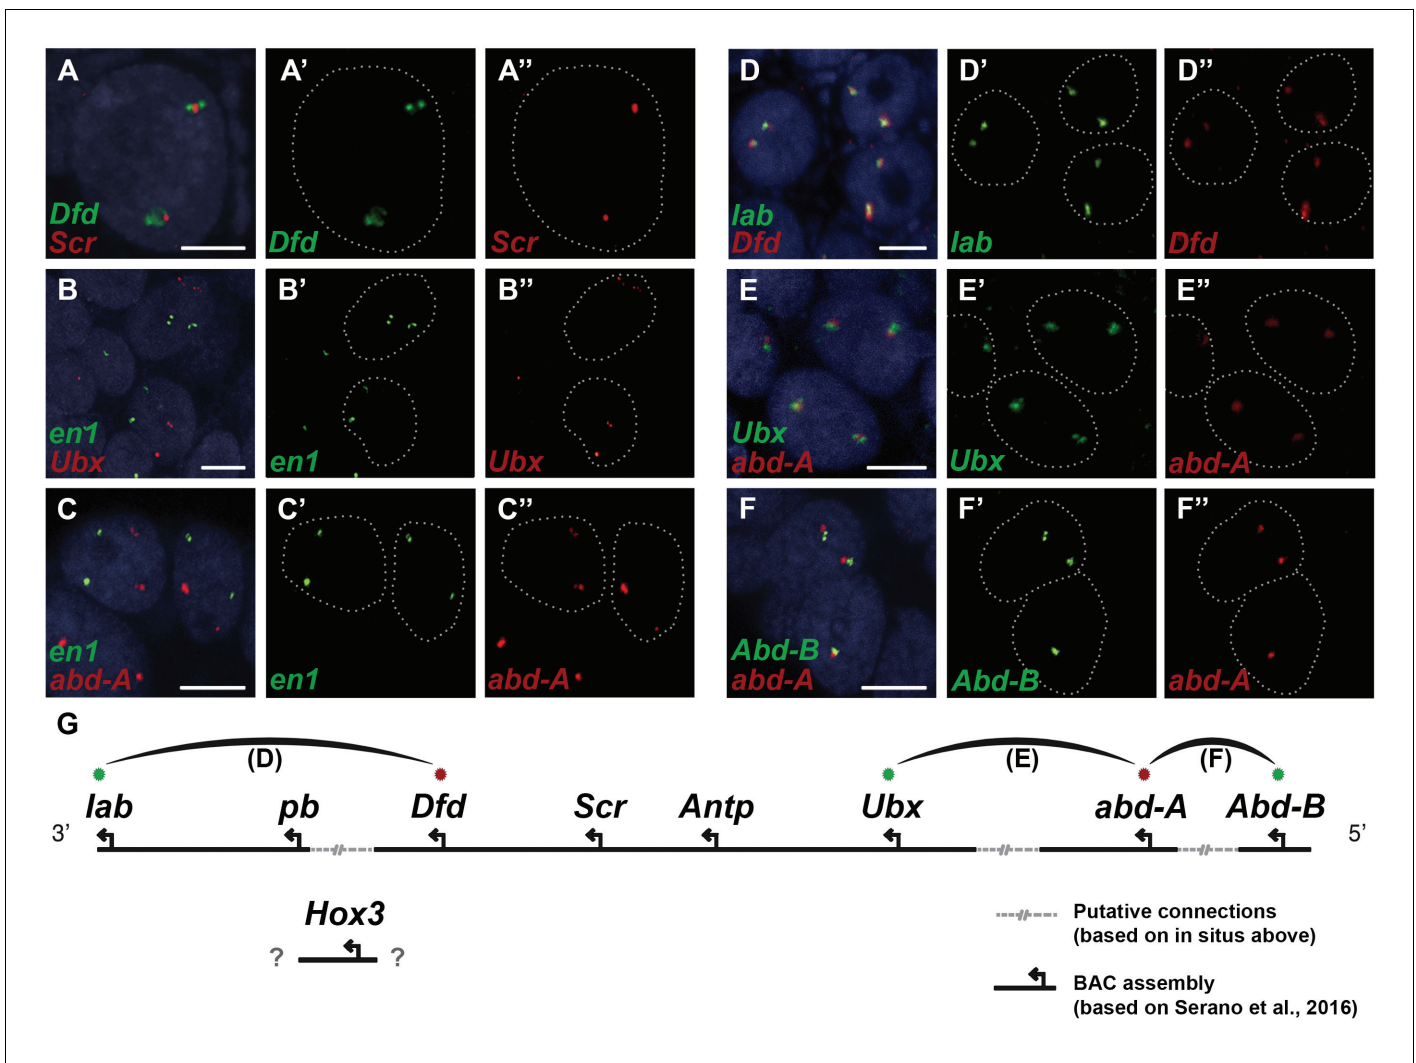 A
Dfd
Scr
A’
Dfd
A’’
Scr
D
lab
Dfd
D’
lab
D’’
Dfd
B
en1
Ubx
B’
en1
B’’
Ubx
E
Ubx
abd-A
E’
Ubx
E’’
abd-A
C
en1
abd-A
C’
en1
C’’
abd-A
F
Abd-B
abd-A
F’
Abd-B
F’’
abd-A
G
(D)
(E)
(F)
lab
pb
Dfd
Scr
Antp
Ubx
abd-A
Abd-B
3’
5’
Hox3
?
?
Putative connections
(based on in situs above)
BAC assembly
(based on Serano et al., 2016)